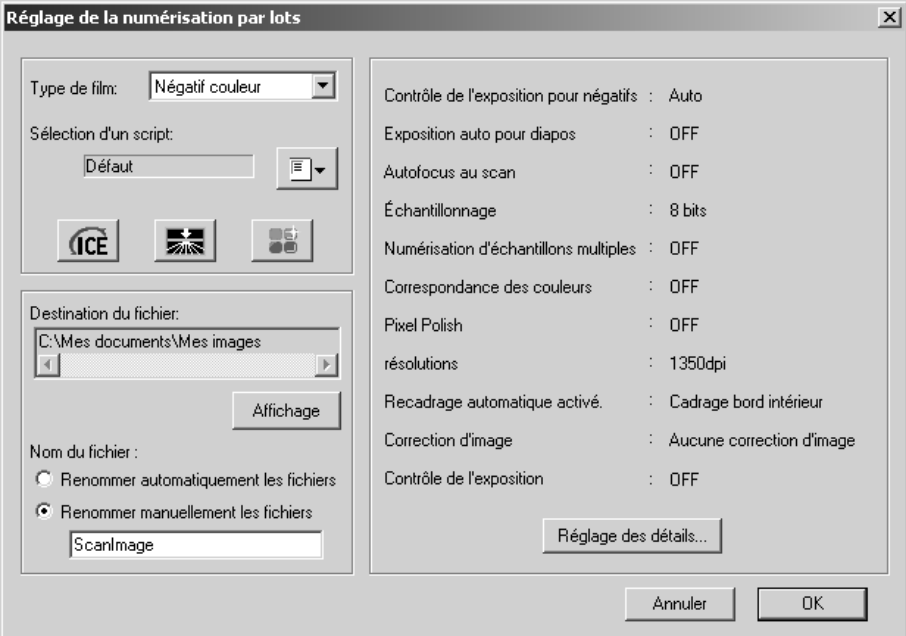 Réglage de la numérisation par lots
Type de film: Négatif couleur
Sélection d'un script:
Défaut
ICE
Destination du fichier:
C:\Mes documents\Mes images
Affichage
Nom du fichier :
Renommer automatiquement les fichiers
Renommer manuellement les fichiers
ScanImage
Contrôle de l'exposition pour négatifs : Auto
Exposition auto pour diapos : OFF
Autofocus au scan : OFF
Échantillonnage : 8 bits
Numérisation d'échantillons multiples : OFF
Correspondance des couleurs : OFF
Pixel Polish : OFF
résolutions : 1350dpi
Recadrage automatique activé. : Cadrage bord intérieur
Correction d'image : Aucune correction d'image
Contrôle de l'exposition : OFF
Réglage des détails...
Annuler OK